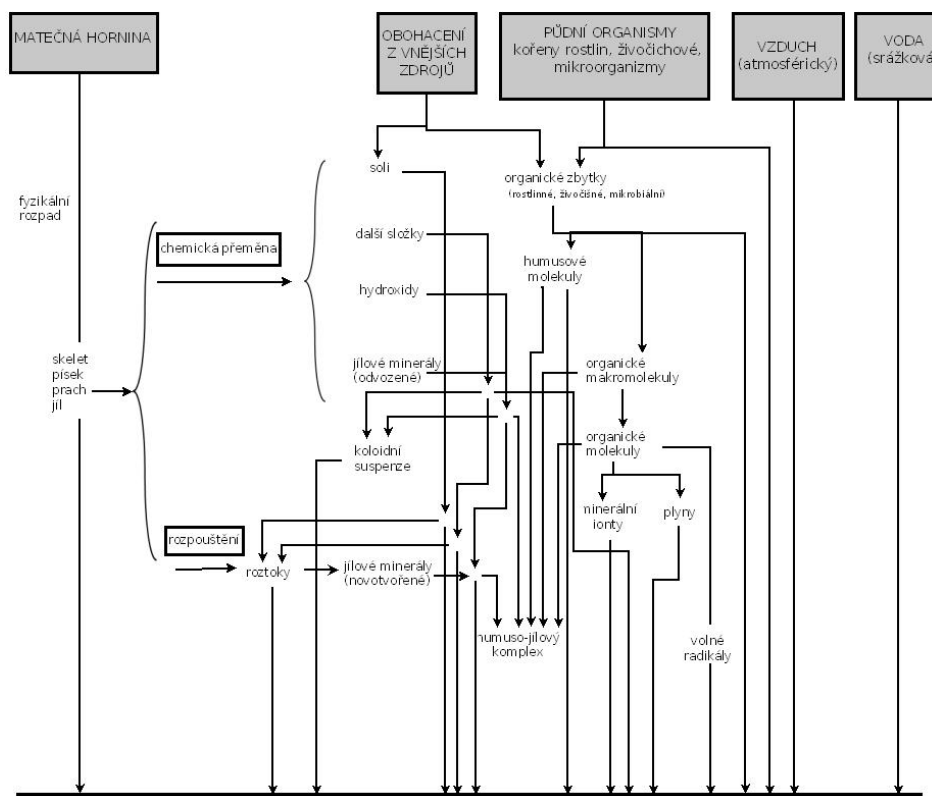 MATEČNÁ HORNINA
OBOHACENÍ
Z VNĚJŠÍCH
ZDROJŮ
PŮDNÍ ORGANISMY
kořeny rostlin, živočichové,
mikroorganizmy
VZDUCH
(atmosférický)
VODA
(srážková)
fyzikální
rozpad
soli
organické zbytky
(rostlinné, živočišné, mikrobiální)
chemická přeměna
další složky
humusové
molekuly
hydroxidy
skelet
písek
prach
jíl
jílové minerály
(odvozené)
organické
makromolekuly
koloidní
suspenze
organické
molekuly
minerální
ionty
plyny
rozpouštění
roztoky
jílové minerály
(novotvořené)
humuso-jílový
komplex
volné
radikály